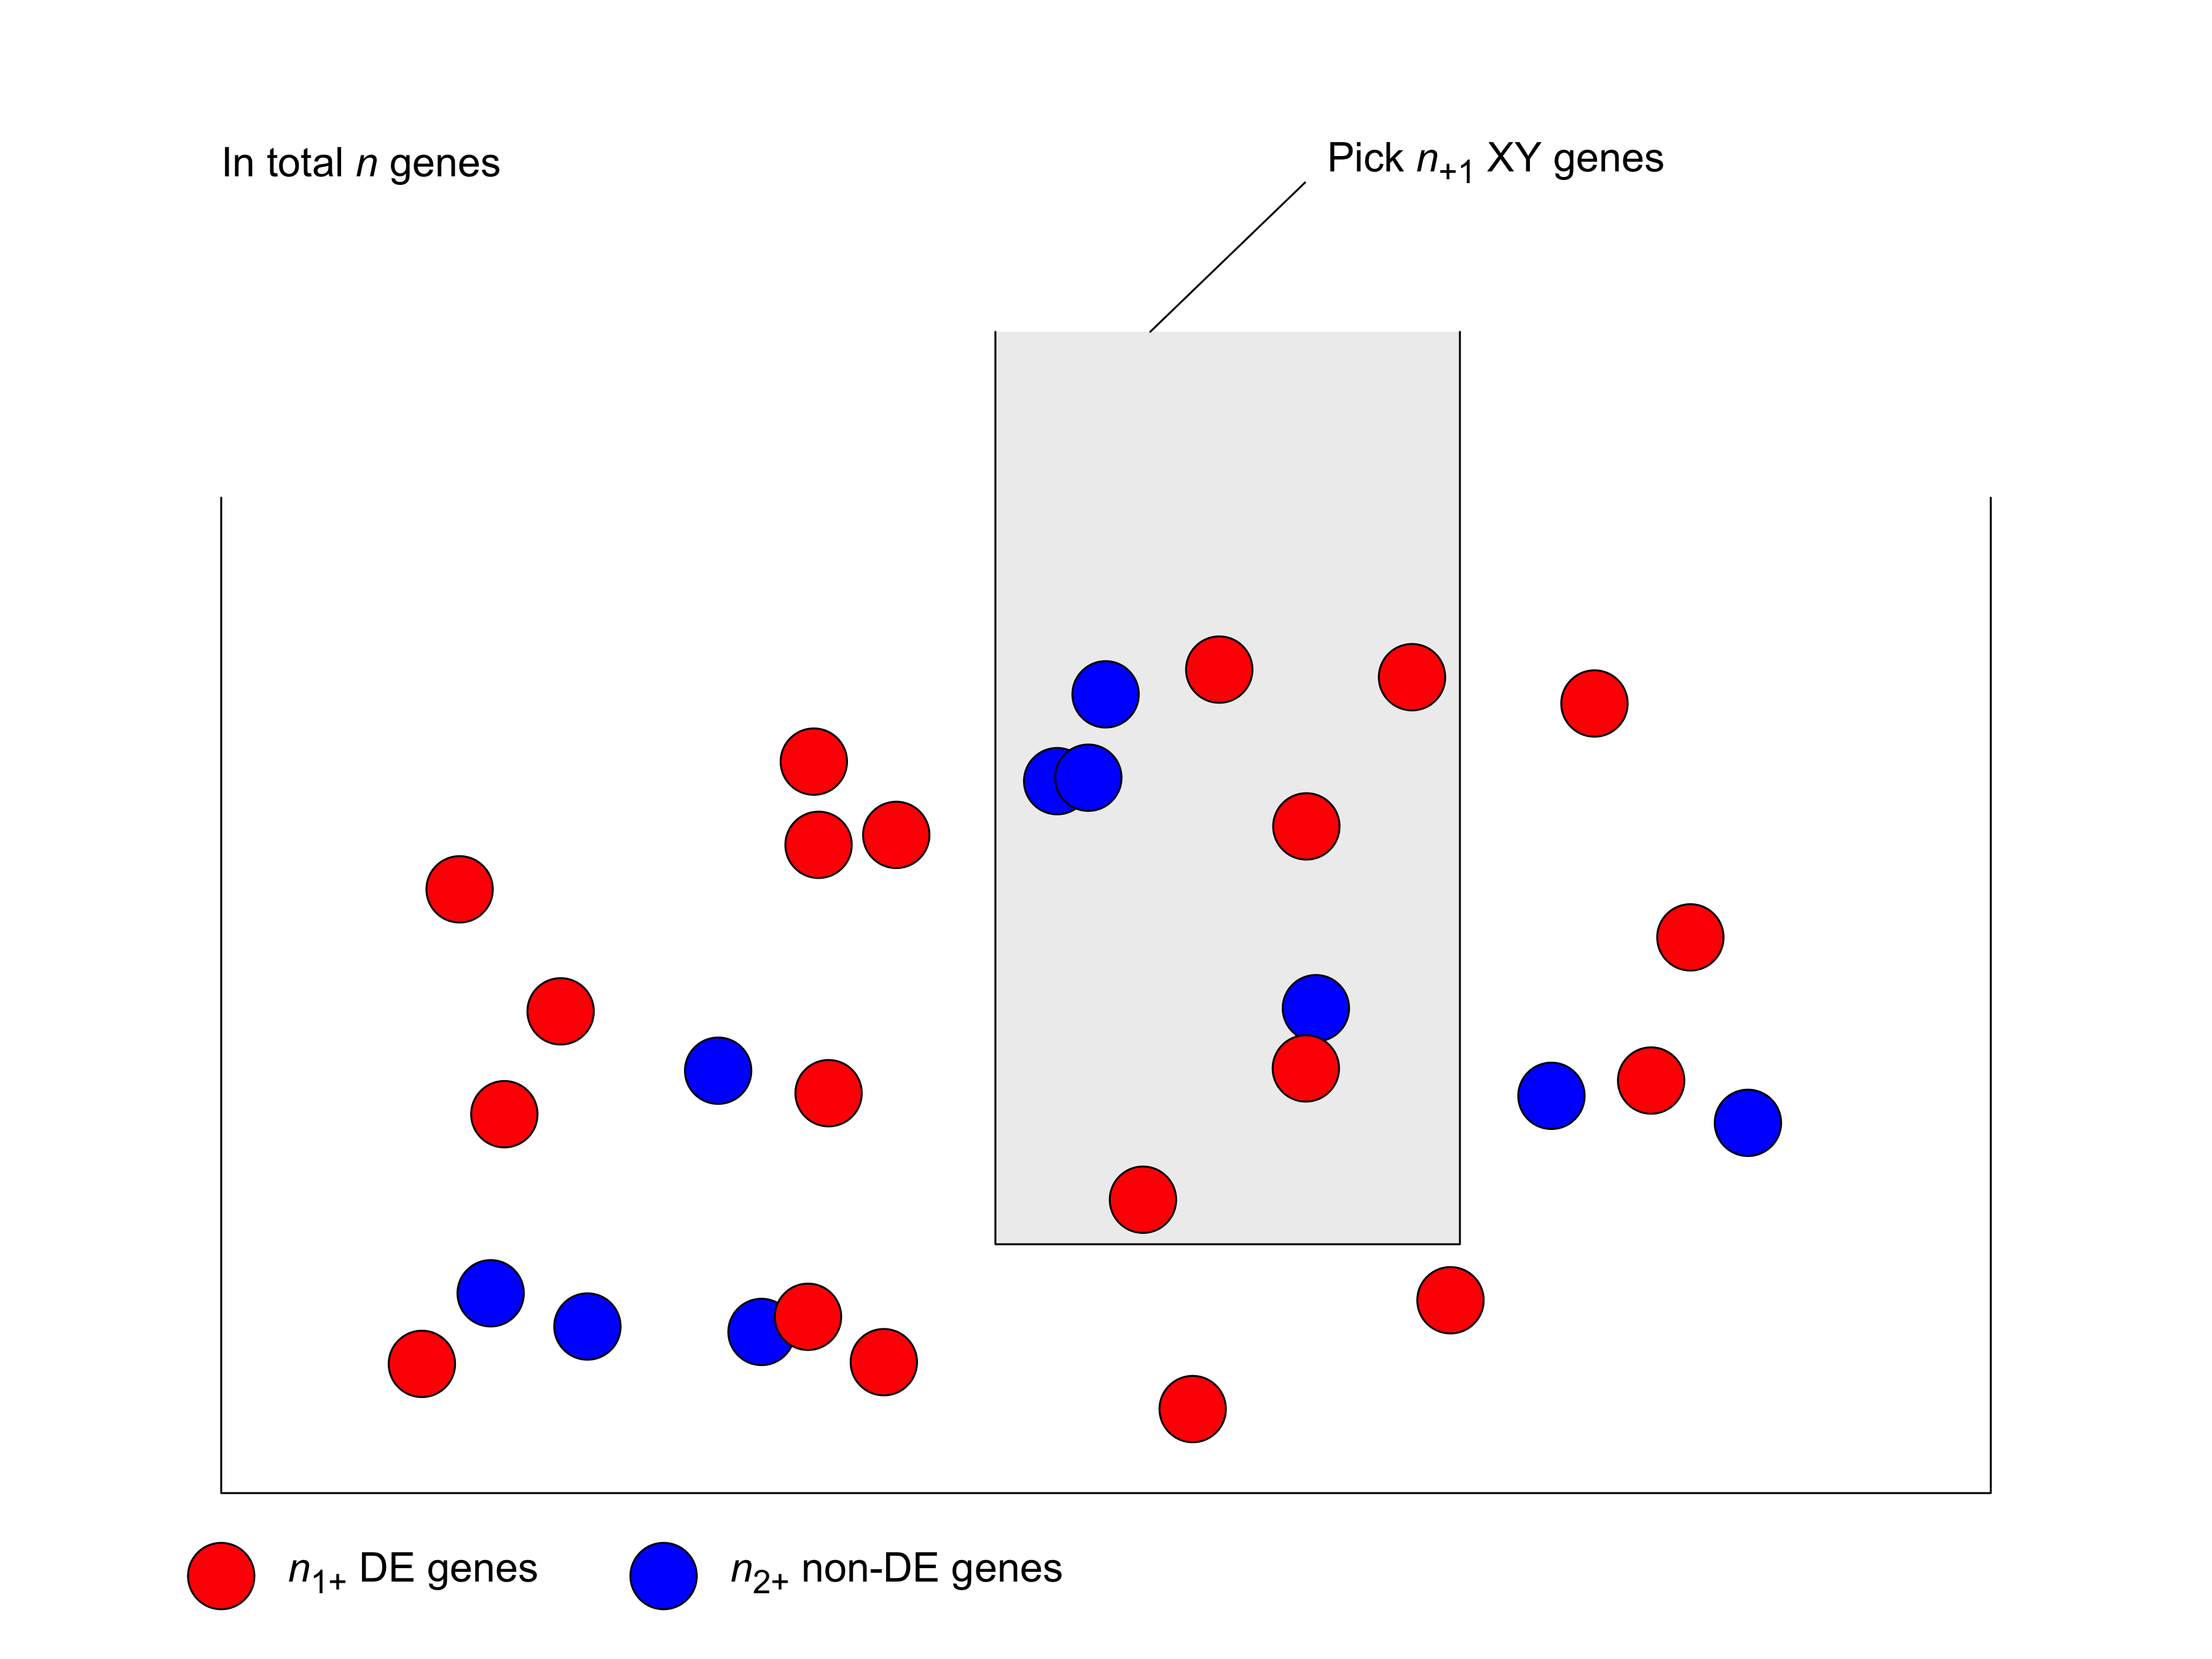 In total n genes
Pick n+1 XY genes
n1+ DE genes
n2+ non-DE genes